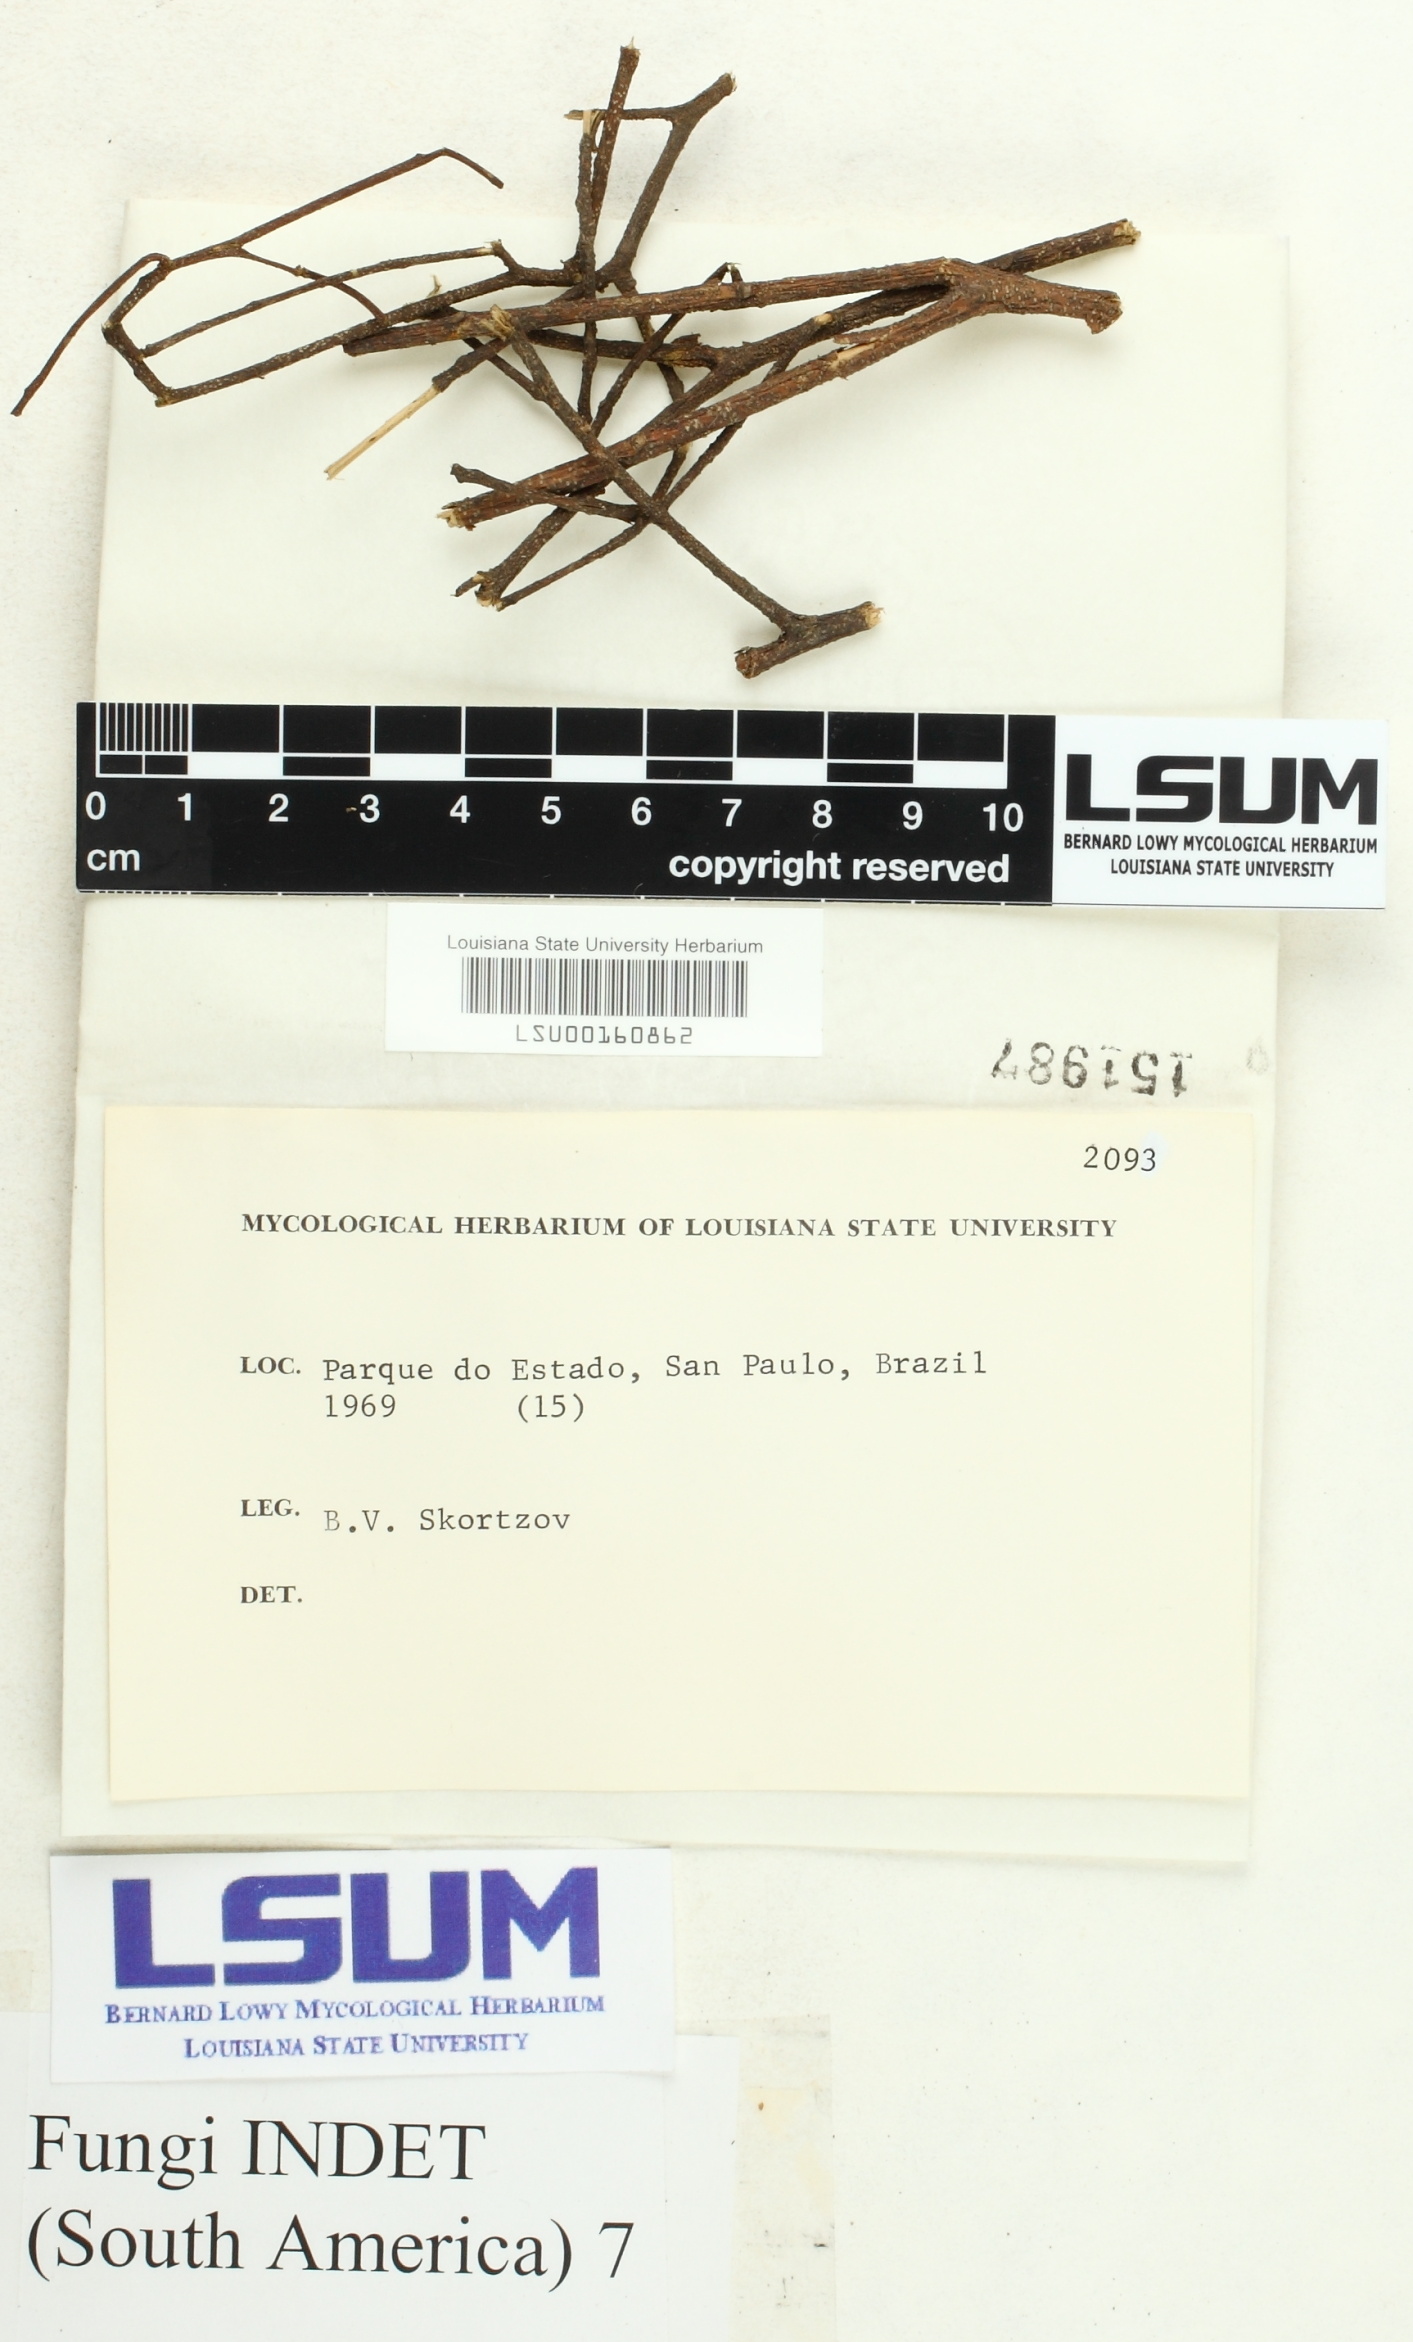 0 1 2 3 4 5 6 7 8 9 10
cm
copyright reserved
LSUM
BERNARD LOWY MYCOLOGICAL HERBARIUM
LOUISIANA STATE UNIVERSITY
Louisiana State University Herbarium
LSU00160862
151987
2093
MYCOLOGICAL HERBARIUM OF LOUISIANA STATE UNIVERSITY
LOC. Parque do Estado, San Paulo, Brazil
1969 (15)
LEG. B.V. Skortzov
DET.
LSUM
BERNARD LOWY MYCOLOGICAL HERBARIUM
LOUISIANA STATE UNIVERSITY
Fungi INDET
(South America) 7